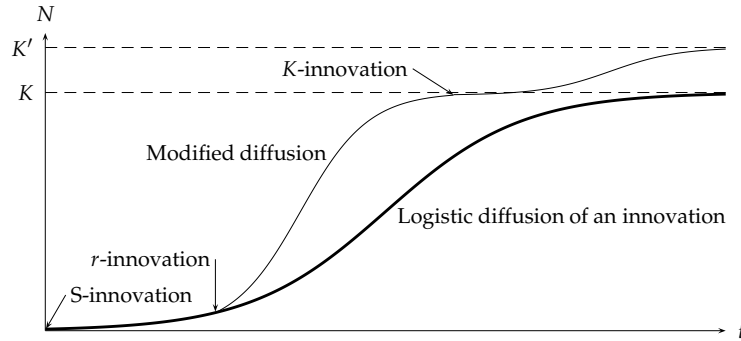 N
K′
K-innovation
K
Modified diffusion
Logistic diffusion of an innovation
r-innovation
S-innovation
t